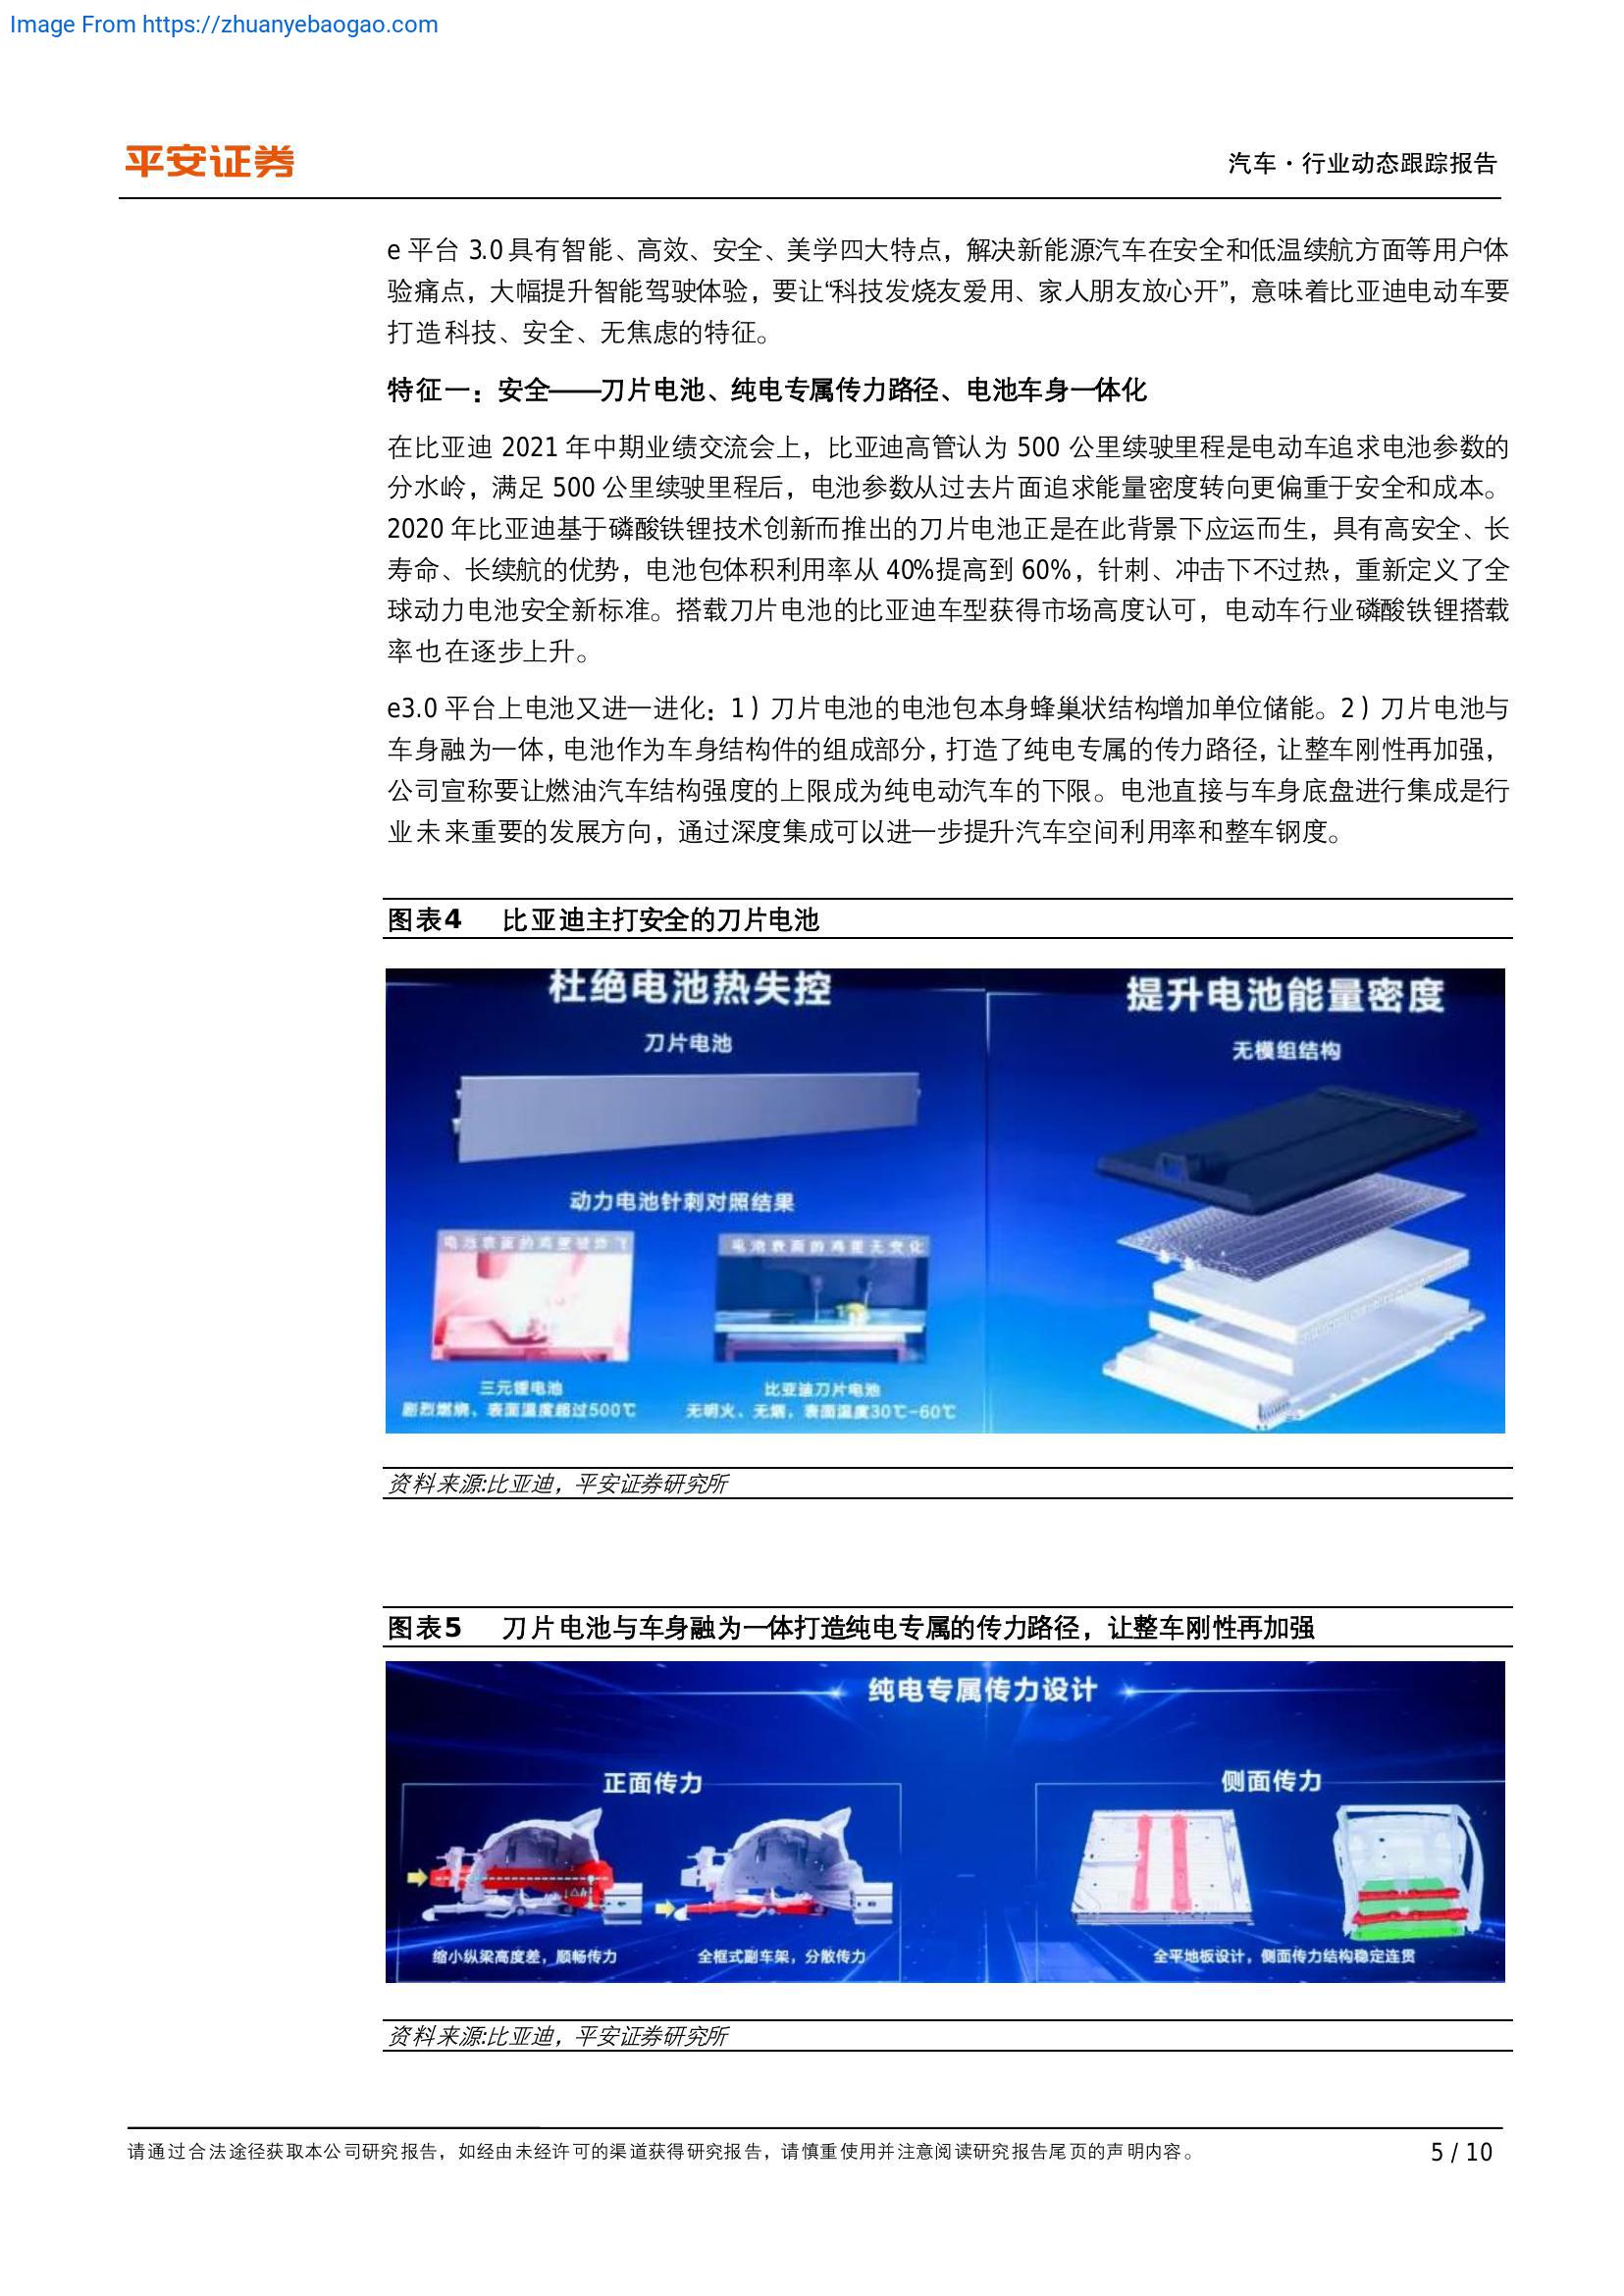 Image From https://zhuanyebaogao.com
平安证券
汽车·行业动态跟踪报告
e 平台 3.0 具有智能、高效、安全、美学四大特点，解决新能源汽车在安全和低温续航方面等用户体
验痛点，大幅提升智能驾驶体验，要让“科技发烧友爱用、家人朋友放心开”，意味着比亚迪电动车要
打造科技、安全、无焦虑的特征。
特征一：安全——刀片电池、纯电专属传力路径、电池车身一体化
在比亚迪 2021 年中期业绩交流会上，比亚迪高管认为 500 公里续驶里程是电动车追求电池参数的
分水岭，满足 500 公里续驶里程后，电池参数从过去片面追求能量密度转向更偏重于安全和成本。
2020 年比亚迪基于磷酸铁锂技术创新而推出的刀片电池正是在此背景下应运而生，具有高安全、长
寿命、长续航的优势，电池包体积利用率从 40%提高到 60%，针刺、冲击下不过热，重新定义了全
球动力电池安全新标准。搭载刀片电池的比亚迪车型获得市场高度认可，电动车行业磷酸铁锂搭载
率也在逐步上升。
e3.0 平台上电池又进一进化：1）刀片电池的电池包本身蜂巢状结构增加单位储能。2）刀片电池与
车身融为一体，电池作为车身结构件的组成部分，打造了纯电专属的传力路径，让整车刚性再加强，
公司宣称要让燃油汽车结构强度的上限成为纯电动汽车的下限。电池直接与车身底盘进行集成是行
业未来重要的发展方向，通过深度集成可以进一步提升汽车空间利用率和整车钢度。
图表4 比亚迪主打安全的刀片电池
杜绝电池热失控
刀片电池
动力电池针刺对照结果
电池表面的鸡蛋被炸飞
电池表面的鸡蛋无变化
三元锂电池
剧烈燃烧、表面温度超过500℃
比亚迪刀片电池
无明火、无烟，表面温度30℃-60℃
提升电池能量密度
无模组结构
资料来源:比亚迪，平安证券研究所
图表5 刀片电池与车身融为一体打造纯电专属的传力路径，让整车刚性再加强
纯电专属传力设计
正面传力
侧面传力
△h
缩小纵梁高度差，顺畅传力
全框式副车架，分散传力
全平地板设计，侧面传力结构稳定连贯
资料来源:比亚迪，平安证券研究所
请通过合法途径获取本公司研究报告，如经由未经许可的渠道获得研究报告，请慎重使用并注意阅读研究报告尾页的声明内容。
5 / 10